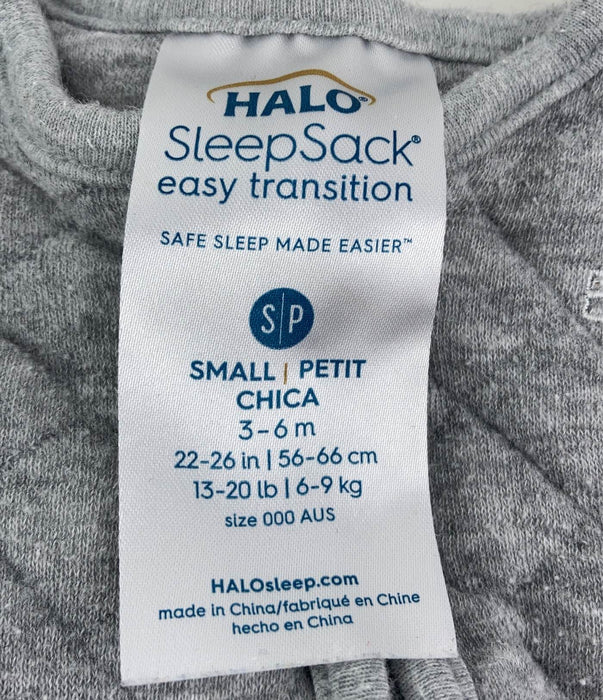 HALO®
SleepSack®
easy transition
SAFE SLEEP MADE EASIER™
S|P
SMALL | PETIT
CHICA
3-6 m
22-26 in | 56-66 cm
13-20 lb | 6-9 kg
size 000 AUS
HALOsleep.com
made in China/fabriqué en Chine
hecho en China